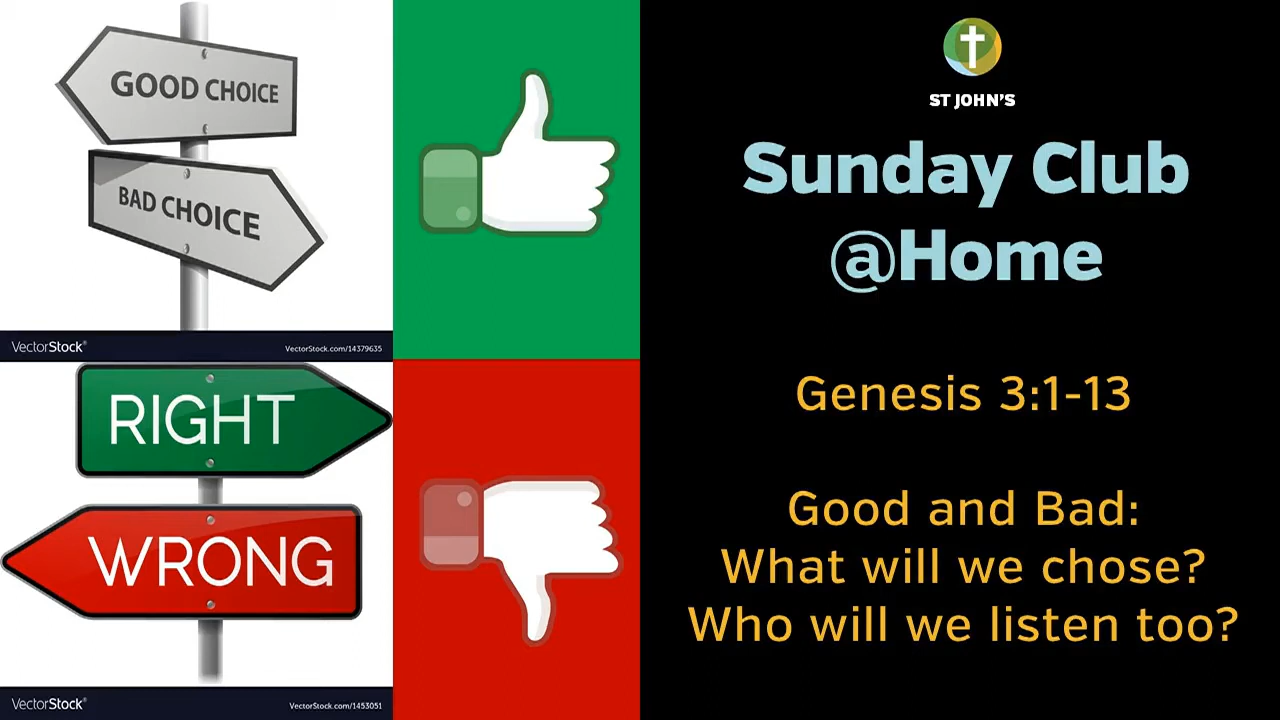 GOOD CHOICE
BAD CHOICE
VectorStock®
VectorStock.com/14379635
RIGHT
WRONG
VectorStock®
VectorStock.com/1453051
ST JOHN'S
Sunday Club
@Home
Genesis 3:1-13
Good and Bad:
What will we chose?
Who will we listen too?